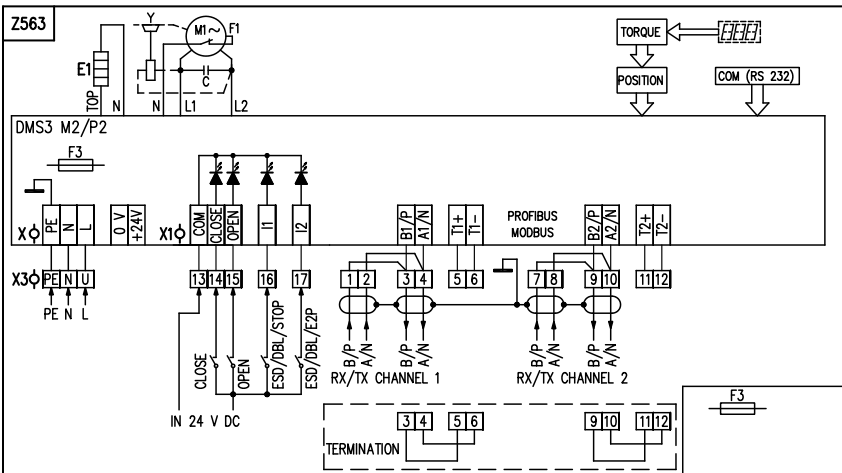 Z563
Y
M1~
F1
E1
C
TOP
N
N
L1
L2
TORQUE
POSITION
COM (RS 232)
DMS3 M2/P2
F3
X
PE
N
L
0 V
+24V
X1
COM
CLOSE
OPEN
I1
I2
B1/P
A1/N
T1+
T1-
PROFIBUS
MODBUS
B2/P
A2/N
T2+
T2-
X3
PE N U
13 14 15 16 17
1 2 3 4 5 6
7 8 9 10 11 12
PE N L
CLOSE
OPEN
ESD/DBL/STOP
ESD/DBL/E2P
B/P
A/N
B/P
A/N
B/P
A/N
B/P
A/N
RX/TX CHANNEL 1
RX/TX CHANNEL 2
IN 24 V DC
TERMINATION
3 4 5 6
9 10 11 12
F3